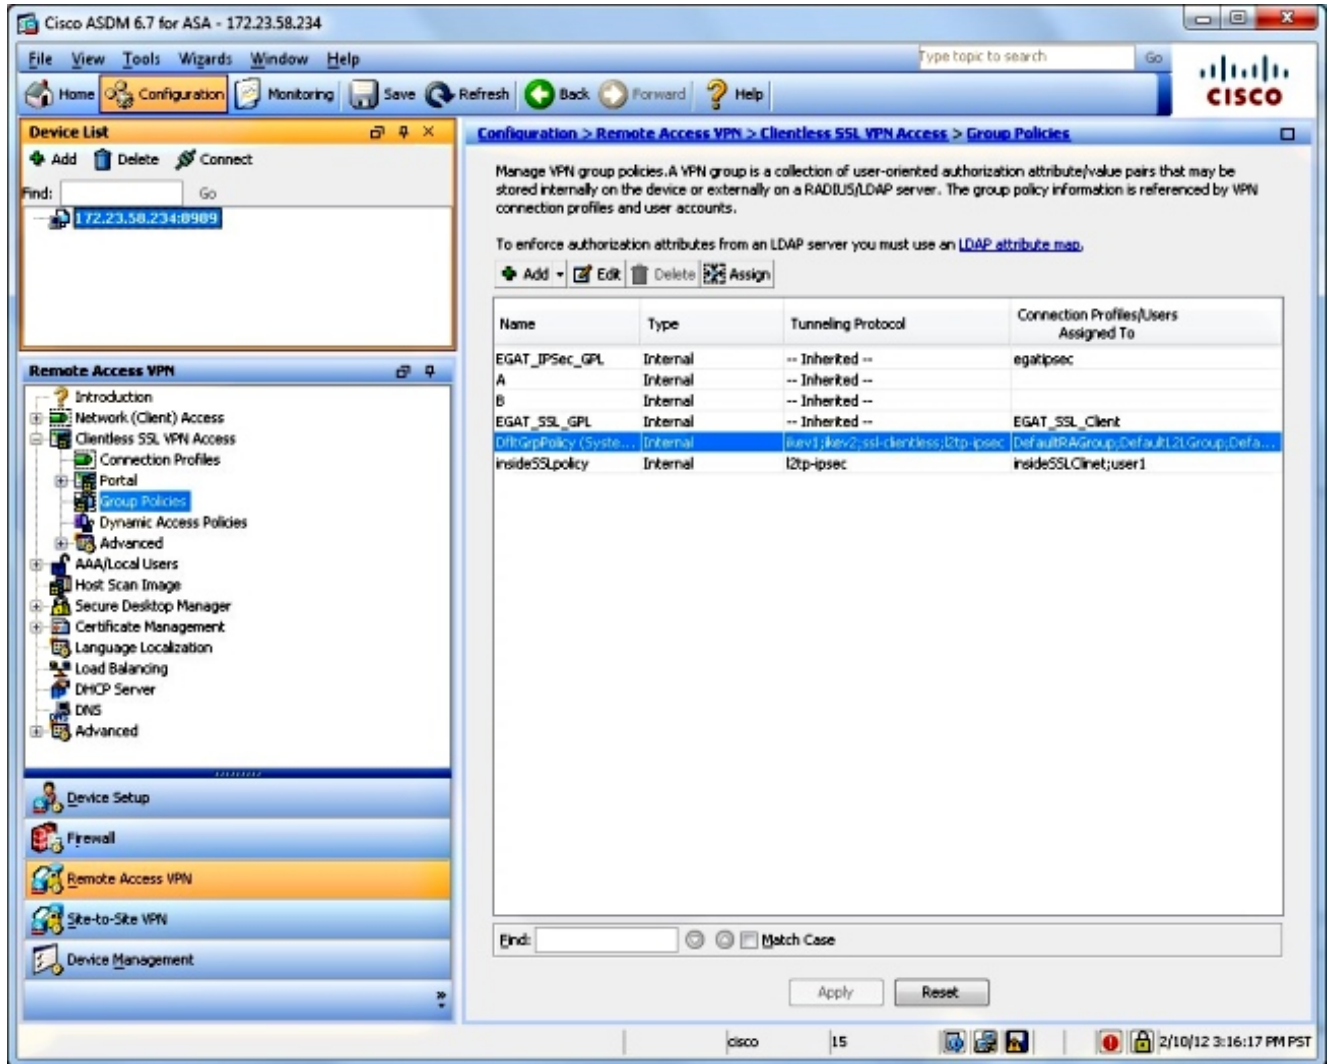 Cisco ASDM 6.7 for ASA - 172.23.58.234
File View Tools Wizards Window Help
Type topic to search Go
Home Configuration Monitoring Save Refresh Back Forward Help
CISCO
Device List
Add Delete Connect
Find: Go
172.23.58.234:8989
Remote Access VPN
Introduction
Network (Client) Access
Clientless SSL VPN Access
Connection Profiles
Portal
Group Policies
Dynamic Access Policies
Advanced
AAA/Local Users
Host Scan Image
Secure Desktop Manager
Certificate Management
Language Localization
Load Balancing
DHCP Server
DNS
Advanced
Device Setup
Firewall
Remote Access VPN
Site-to-Site VPN
Device Management
Configuration > Remote Access VPN > Clientless SSL VPN Access > Group Policies
Manage VPN group policies.A VPN group is a collection of user-oriented authorization attribute/value pairs that may be
stored internally on the device or externally on a RADIUS/LDAP server. The group policy information is referenced by VPN
connection profiles and user accounts.
To enforce authorization attributes from an LDAP server you must use an LDAP attribute map.
Add Edit Delete Assign
Name Type Tunneling Protocol Connection Profiles/Users
Assigned To
EGAT_IPSec_GPL Internal -- Inherited -- egatipsec
A Internal -- Inherited --
B Internal -- Inherited --
EGAT_SSL_GPL Internal -- Inherited -- EGAT_SSL_Client
DfltGrpPolicy (Syste... Internal ikev1;ikev2;ssl-clientless;l2tp-ipsec DefaultRAGroup;DefaultL2LGroup;Defa...
insideSSLpolicy Internal l2tp-ipsec insideSSLClinet;user1
Find: Match Case
Apply Reset
cisco 15 2/10/12 3:16:17 PM PST